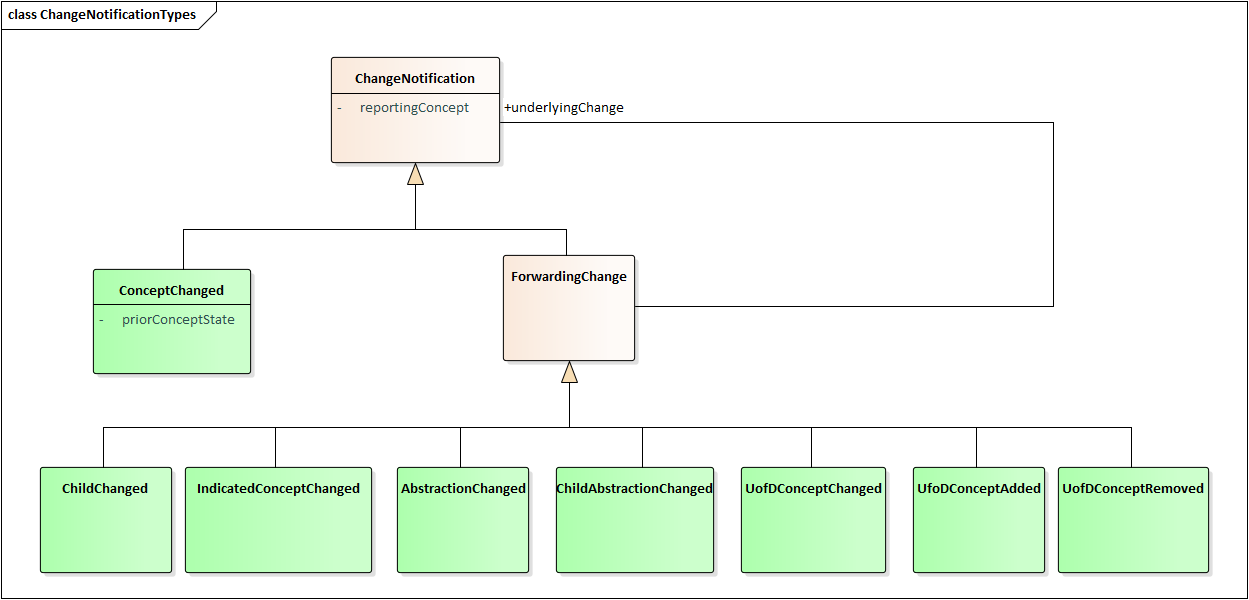 class ChangeNotificationTypes
ChangeNotification
- reportingConcept
+underlyingChange
ConceptChanged
- priorConceptState
ForwardingChange
ChildChanged
IndicatedConceptChanged
AbstractionChanged
ChildAbstractionChanged
UofDConceptChanged
UfoDConceptAdded
UofDConceptRemoved